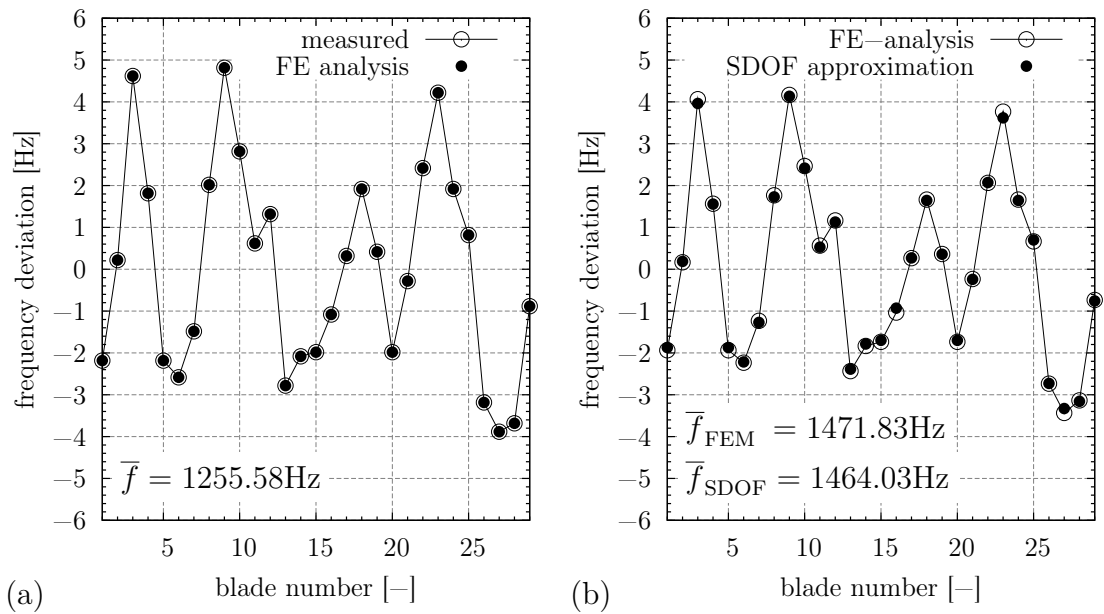 6
5
4
3
2
1
0
−1
−2
−3
−4
−5
−6
frequency deviation [Hz]
measured
FE analysis
f = 1255.58Hz
5 10 15 20 25
blade number [−]
(a)
6
5
4
3
2
1
0
−1
−2
−3
−4
−5
−6
frequency deviation [Hz]
FE−analysis
SDOF approximation
f̅FEM = 1471.83Hz
f̅SDOF = 1464.03Hz
5 10 15 20 25
blade number [−]
(b)